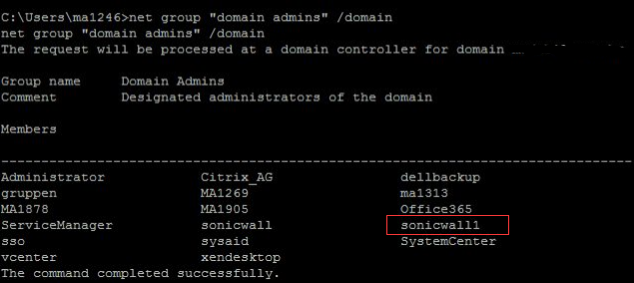 C:\Users\ma1246>net group "domain admins" /domain
net group "domain admins" /domain
The request will be processed at a domain controller for domain
Group name     Domain Admins
Comment        Designated administrators of the domain
Members
-------------------------------------------------------------------------------
Administrator            Citrix_AG                dellbackup
gruppen                  MA1269                   ma1313
MA1878                   MA1905                   Office365
ServiceManager           sonicwall                sonicwall1
sso                      sysaid                   SystemCenter
vcenter                  xendesktop
The command completed successfully.